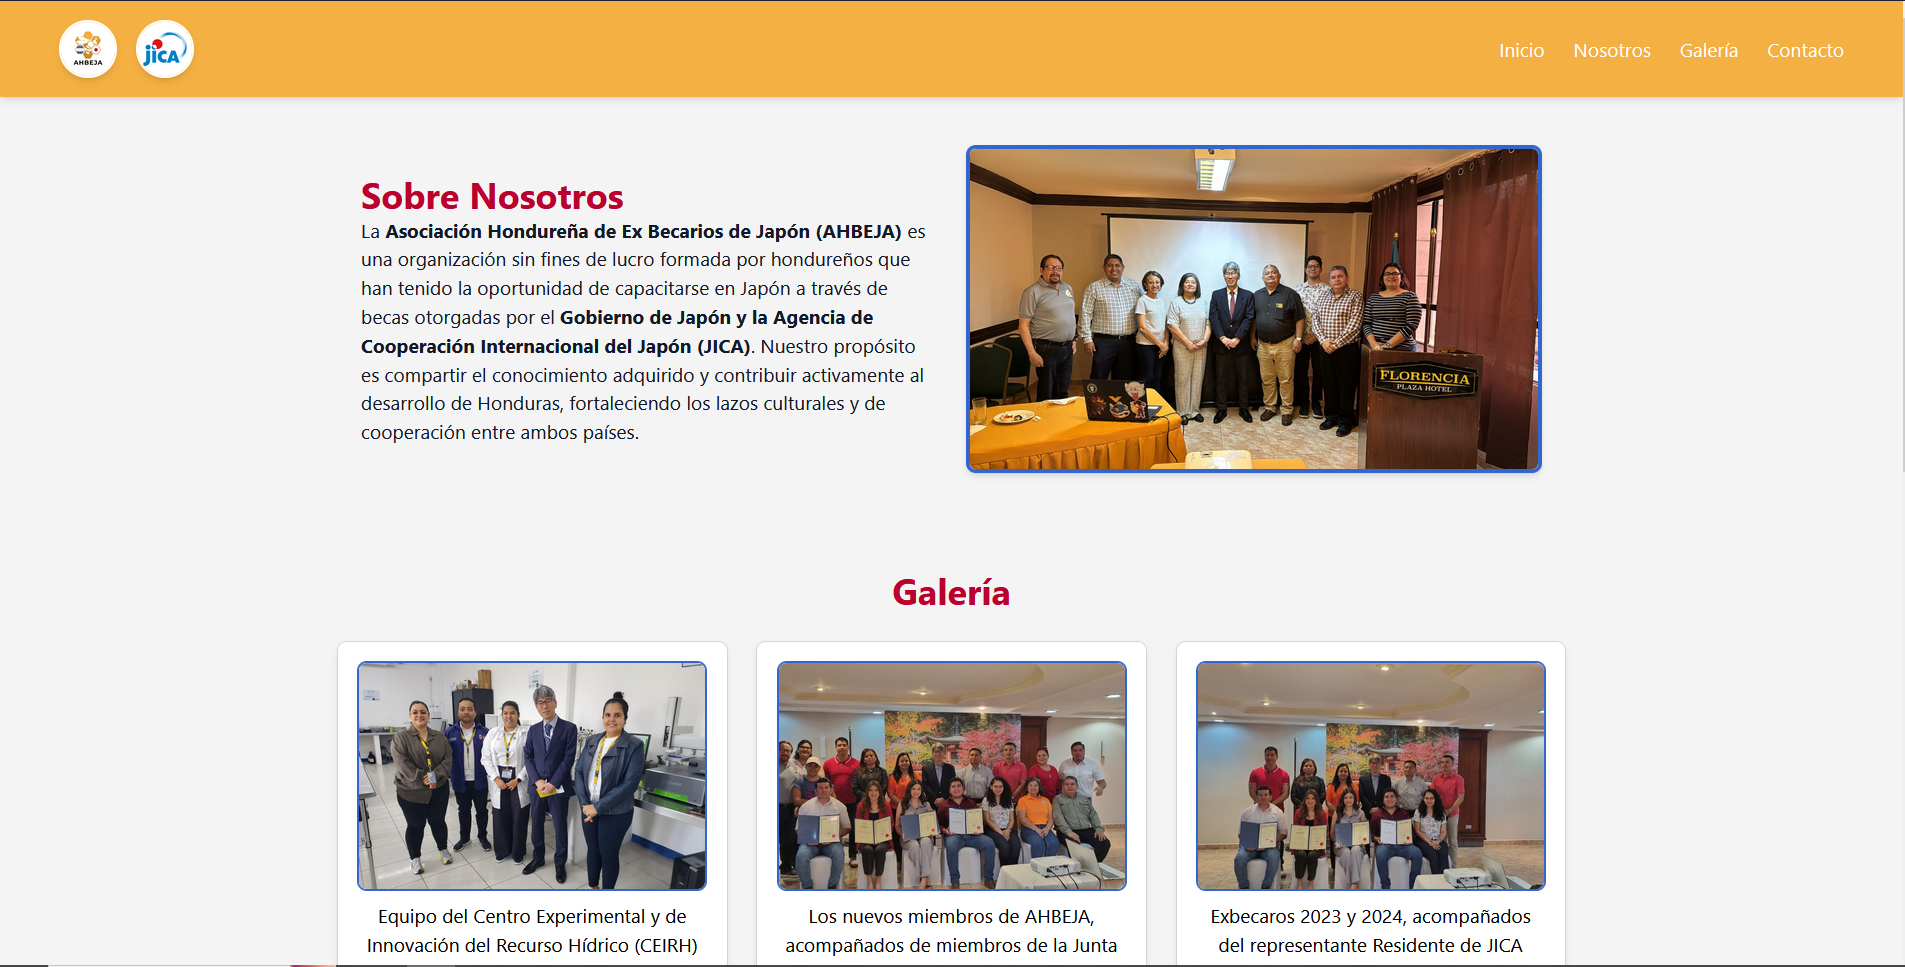 AHBEJA
jICA
Inicio Nosotros Galería Contacto
Sobre Nosotros
La Asociación Hondureña de Ex Becarios de Japón (AHBEJA) es
una organización sin fines de lucro formada por hondureños que
han tenido la oportunidad de capacitarse en Japón a través de
becas otorgadas por el Gobierno de Japón y la Agencia de
Cooperación Internacional del Japón (JICA). Nuestro propósito
es compartir el conocimiento adquirido y contribuir activamente al
desarrollo de Honduras, fortaleciendo los lazos culturales y de
cooperación entre ambos países.
FLORENCIA
PLAZA HOTEL
Galería
Equipo del Centro Experimental y de
Innovación del Recurso Hídrico (CEIRH)
Los nuevos miembros de AHBEJA,
acompañados de miembros de la Junta
Exbecaros 2023 y 2024, acompañados
del representante Residente de JICA